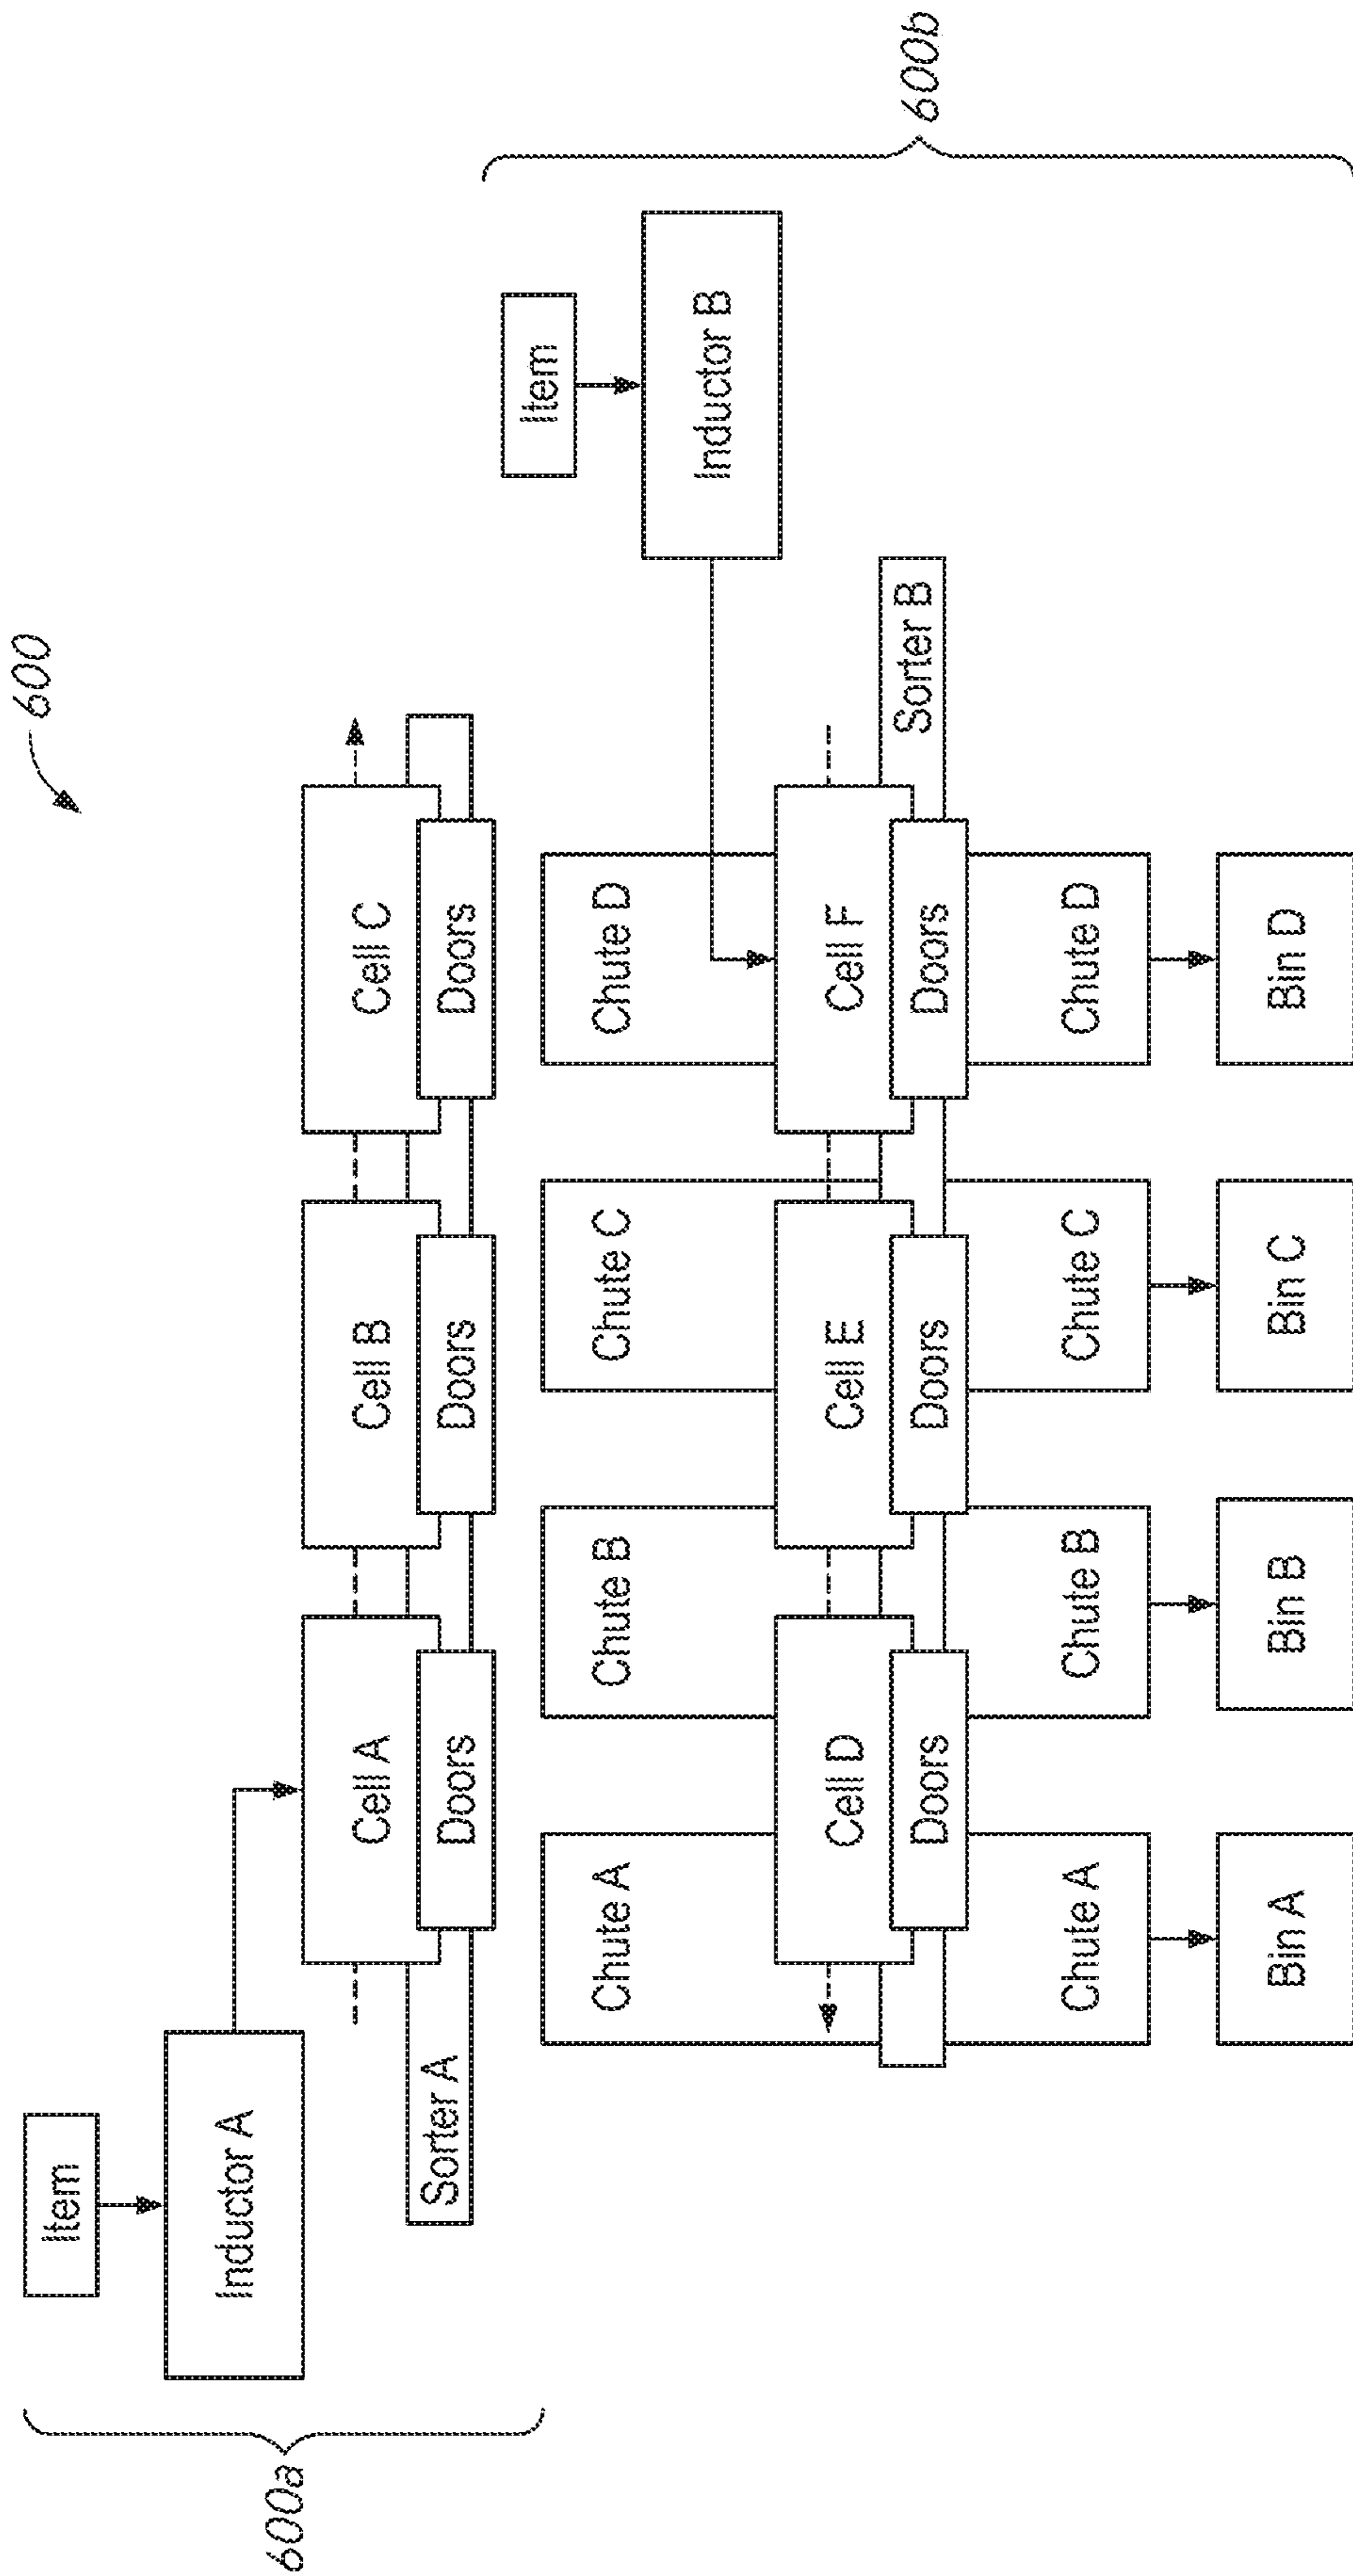 600
600a
Item
Inductor A
Cell A
Cell B
Cell C
Doors
Doors
Doors
Sorter A
600b
Item
Inductor B
Chute A
Chute B
Chute C
Chute D
Cell D
Cell E
Cell F
Doors
Doors
Doors
Sorter B
Chute A
Chute B
Chute C
Chute D
Bin A
Bin B
Bin C
Bin D